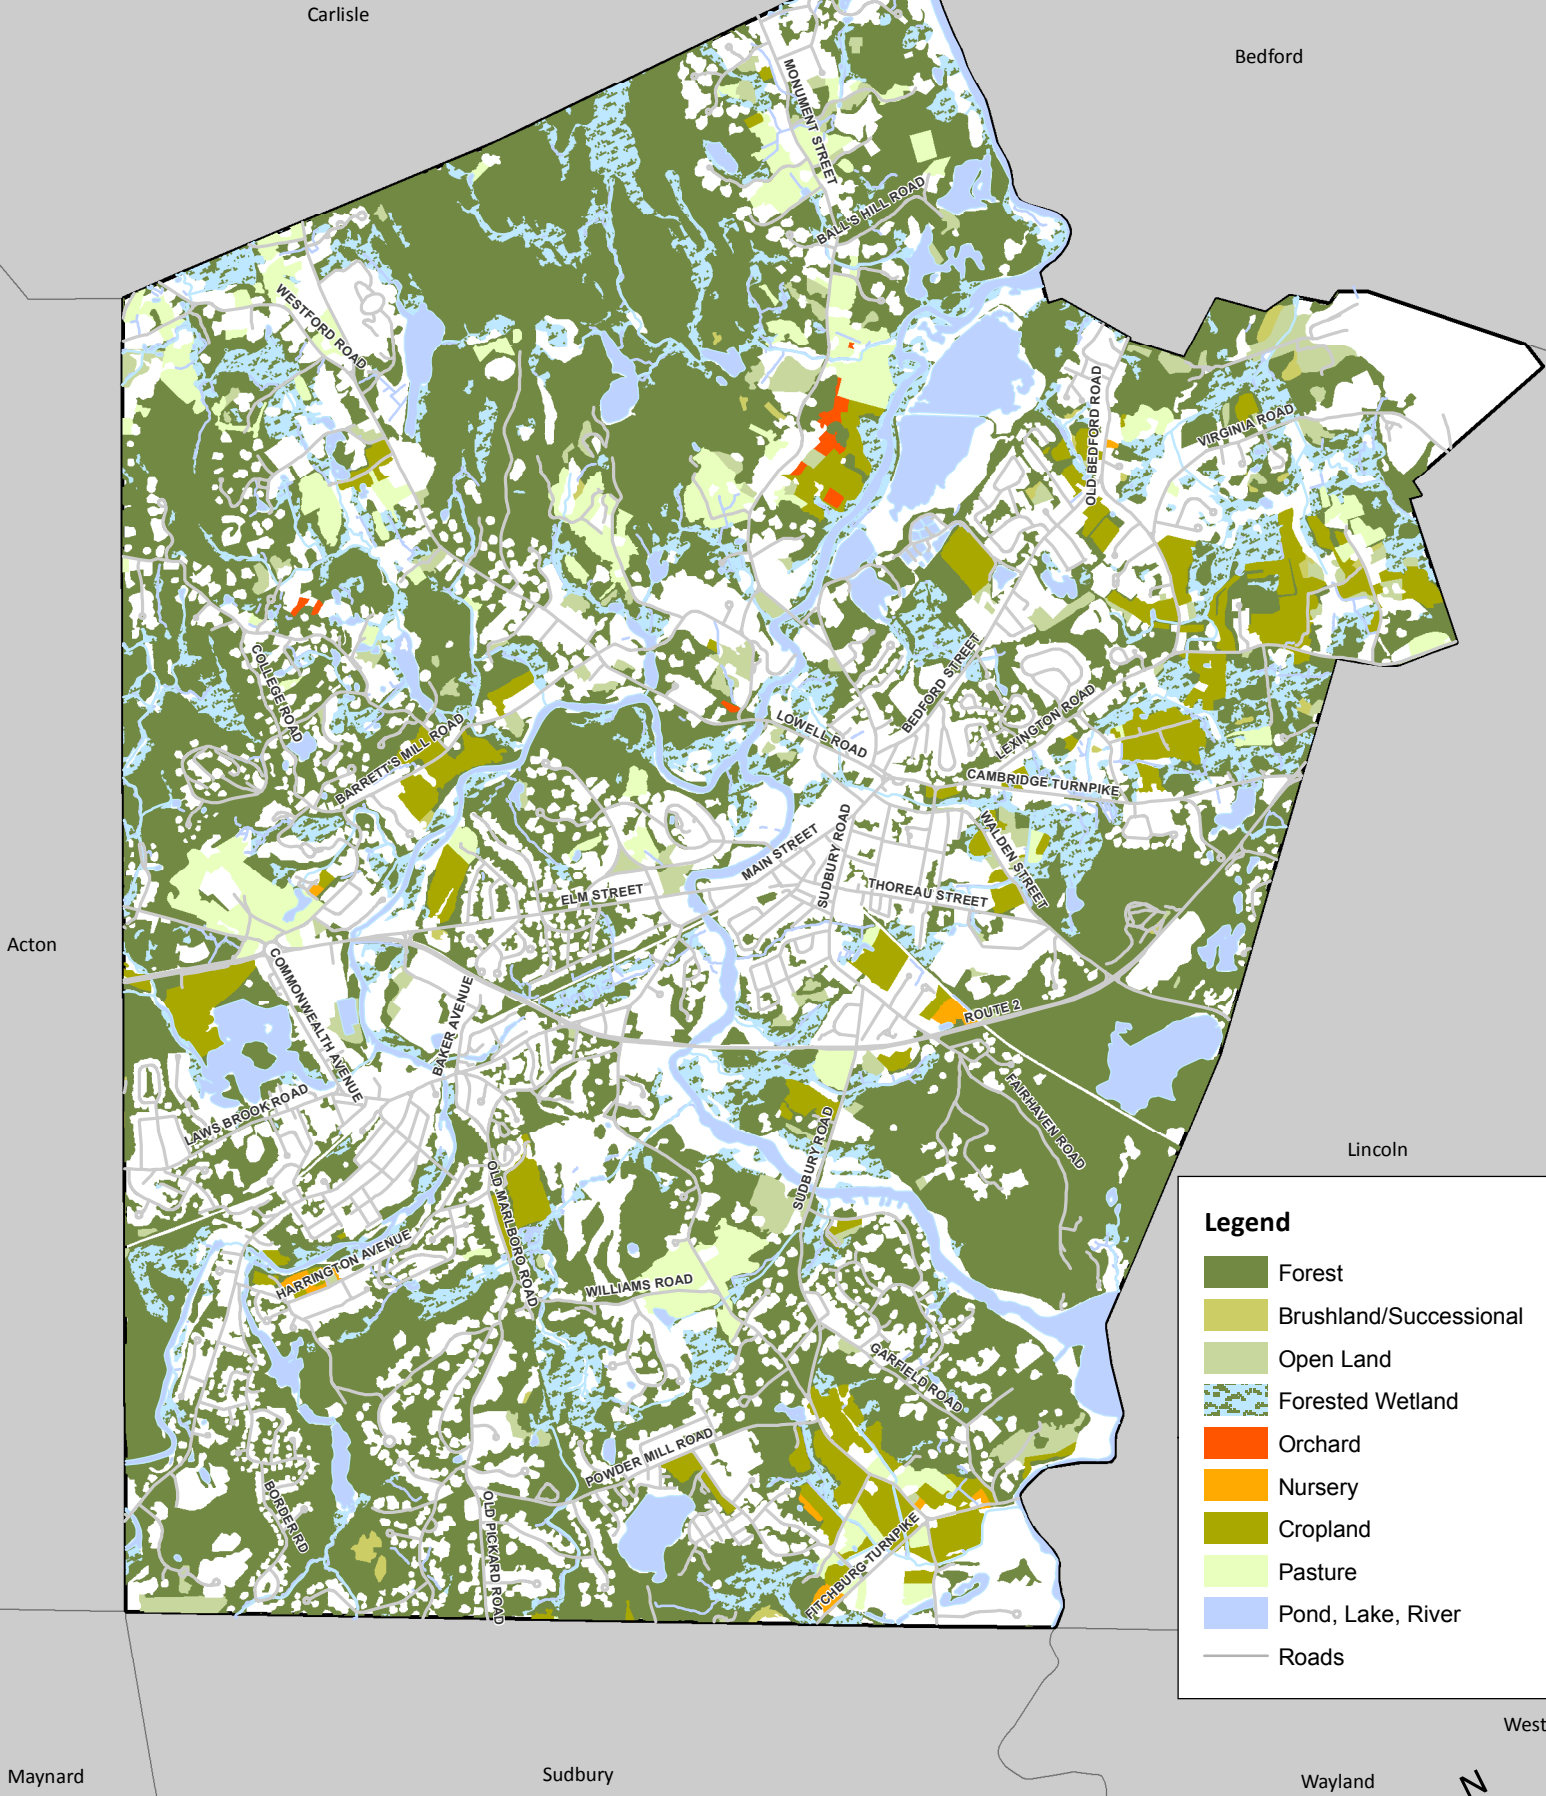 Carlisle
Bedford
MONUMENT STREET
BALL'S HILL ROAD
WESTFORD ROAD
OLD BEDFORD ROAD
VIRGINIA ROAD
COLLEGE ROAD
BEDFORD STREET
LEXINGTON ROAD
LOWELL ROAD
BARRETT'S MILL ROAD
CAMBRIDGE TURNPIKE
WALDEN STREET
MAIN STREET
SUDBURY ROAD
THOREAU STREET
ELM STREET
Acton
COMMONWEALTH AVENUE
BAKER AVENUE
ROUTE 2
FAIRHAVEN ROAD
LAWS BROOK ROAD
SUDBURY ROAD
Lincoln
OLD MARLBORO ROAD
HARRINGTON AVENUE
WILLIAMS ROAD
GARFIELD ROAD
POWDER MILL ROAD
BORDER RD
OLD PICKARD ROAD
FITCHBURG TURNPIKE
Legend
Forest
Brushland/Successional
Open Land
Forested Wetland
Orchard
Nursery
Cropland
Pasture
Pond, Lake, River
Roads
West
Maynard
Sudbury
Wayland
N